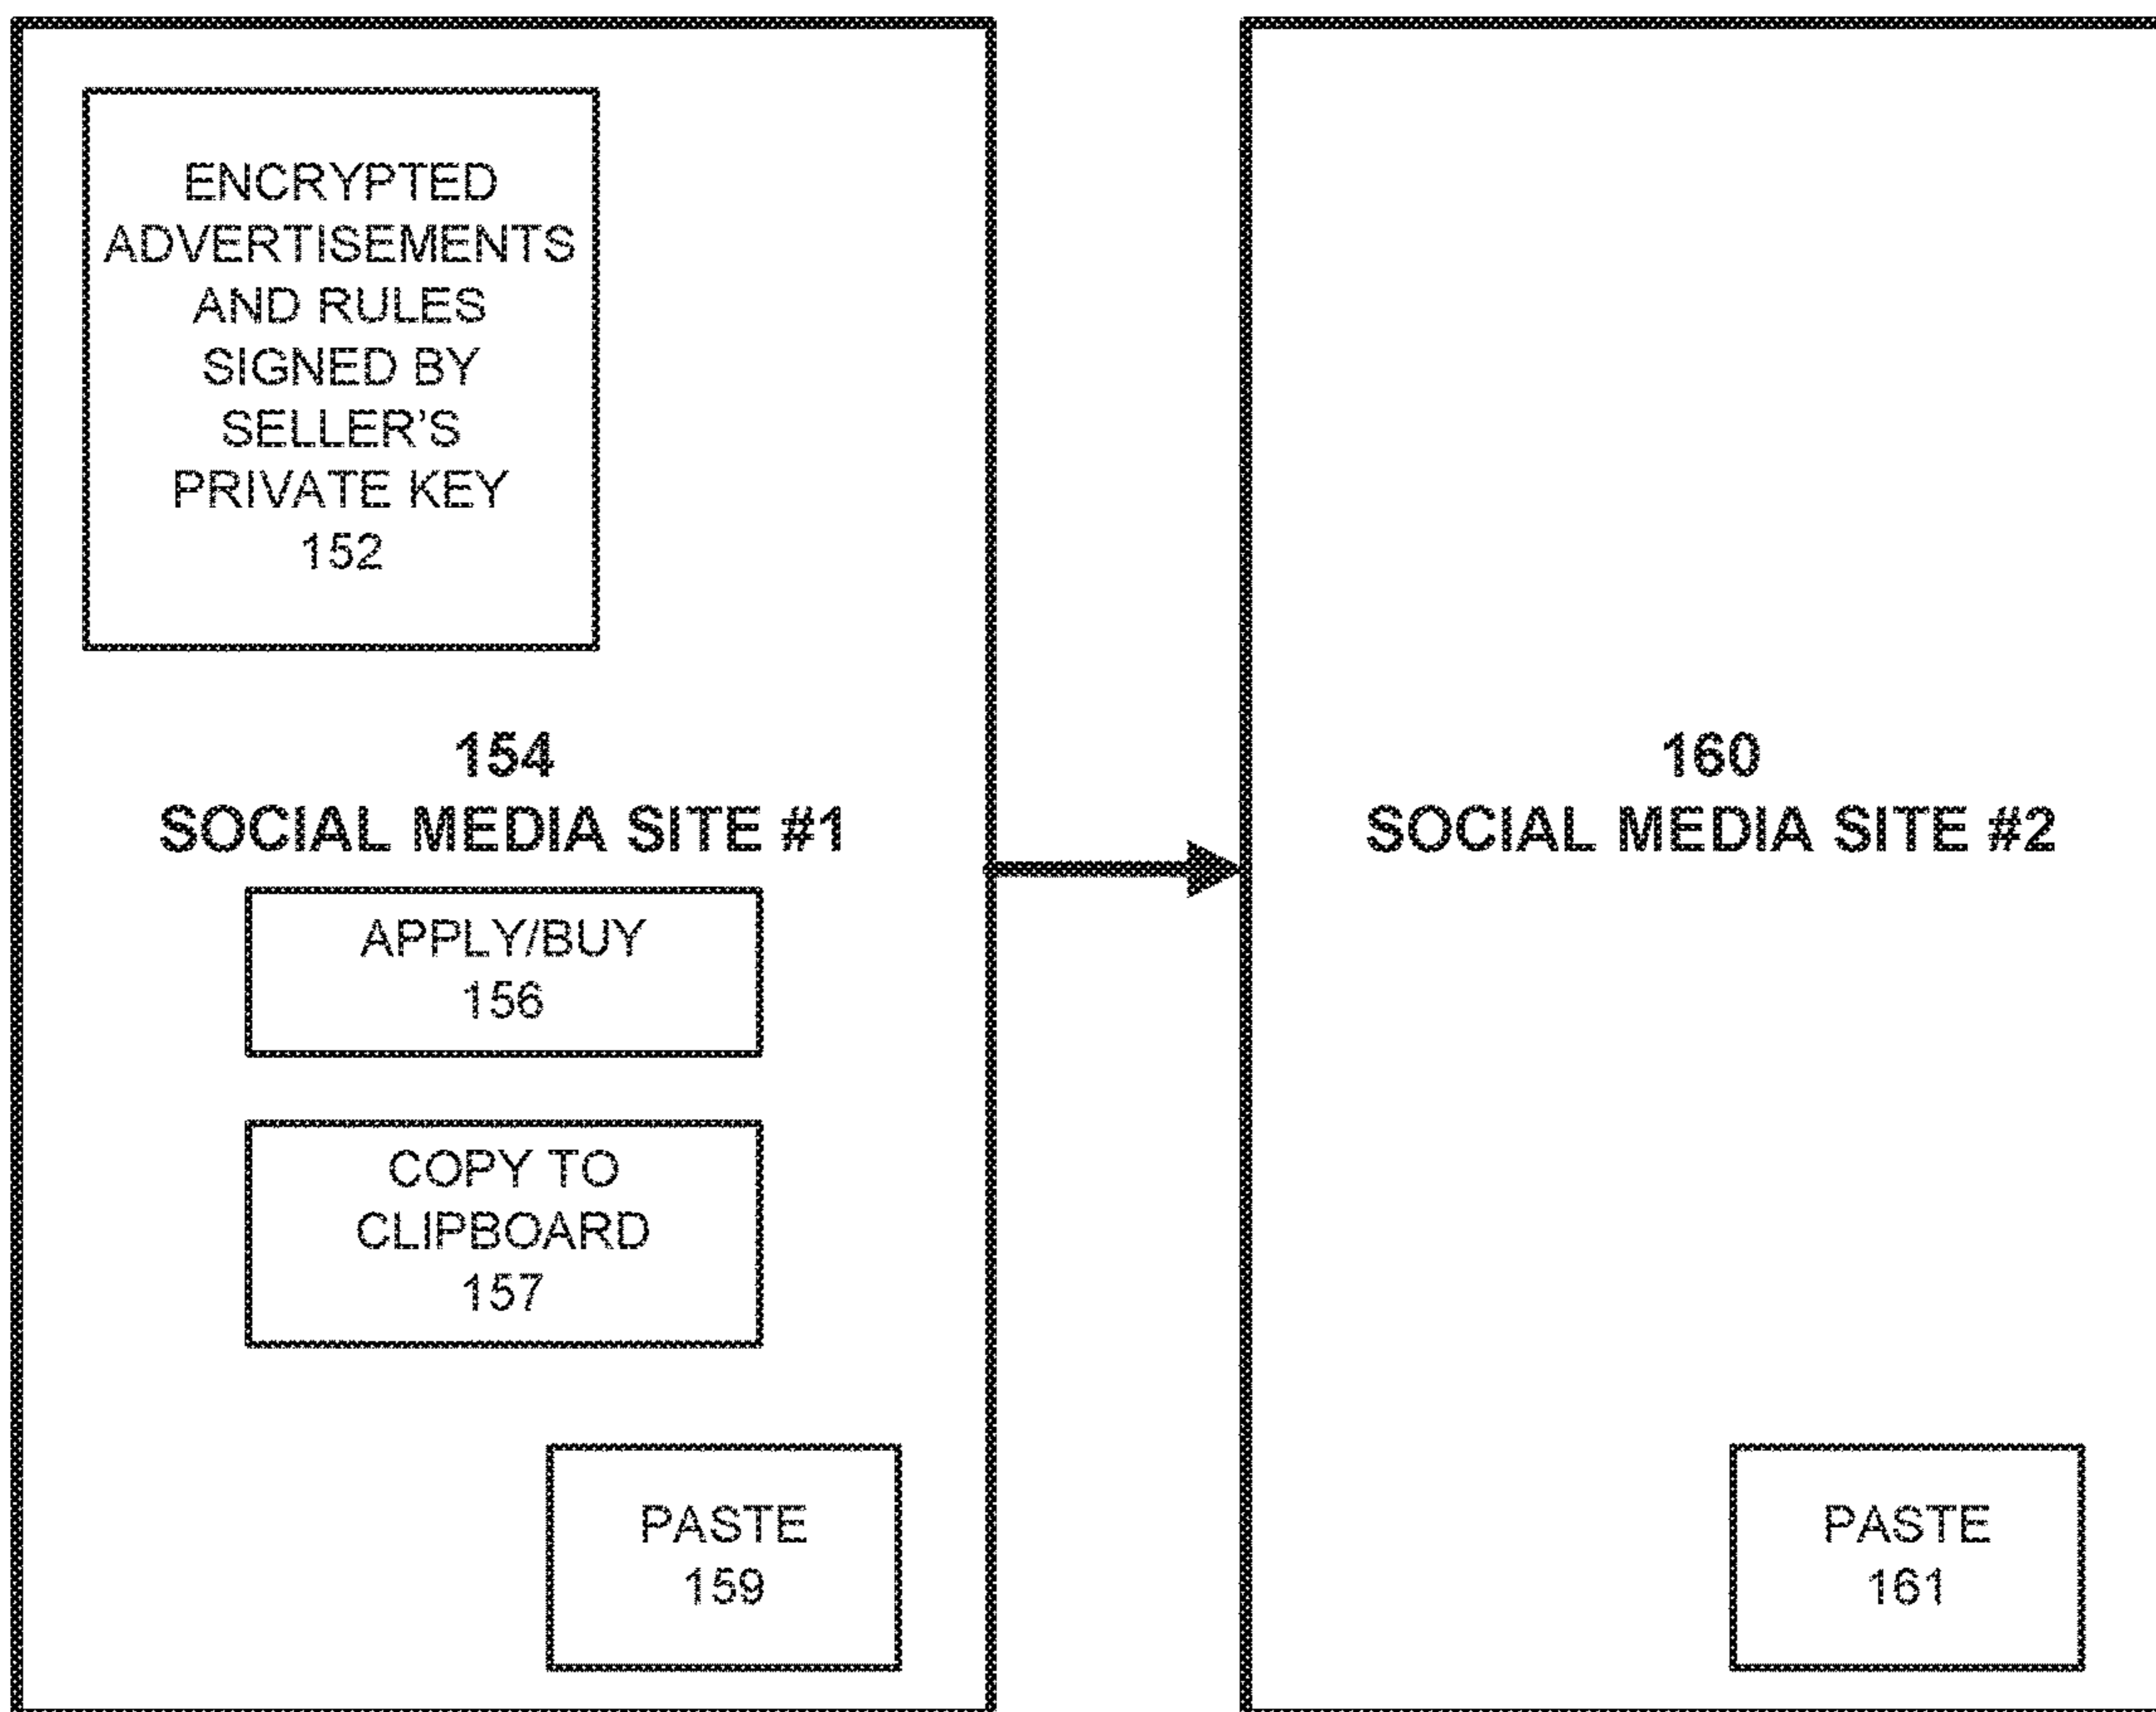 ENCRYPTED
ADVERTISEMENTS
AND RULES
SIGNED BY
SELLER'S
PRIVATE KEY
152
154
SOCIAL MEDIA SITE #1
APPLY/BUY
156
COPY TO
CLIPBOARD
157
PASTE
159
160
SOCIAL MEDIA SITE #2
PASTE
161